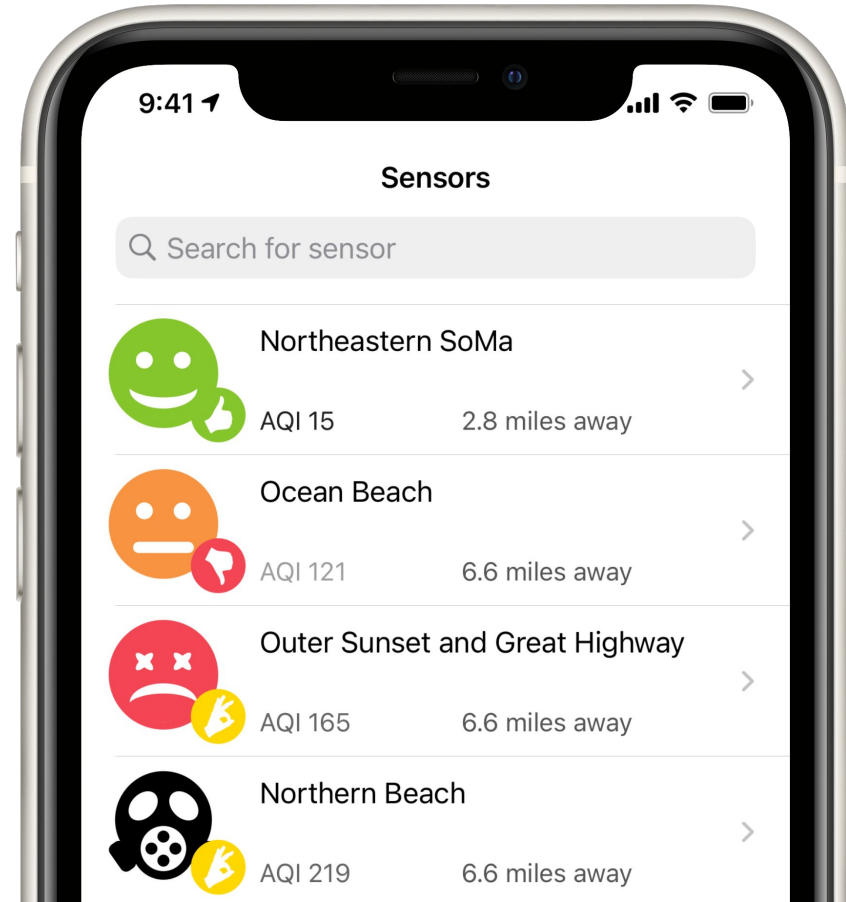 9:41
Sensors
Search for sensor
Northeastern SoMa
AQI 15 2.8 miles away
Ocean Beach
AQI 121 6.6 miles away
Outer Sunset and Great Highway
AQI 165 6.6 miles away
Northern Beach
AQI 219 6.6 miles away